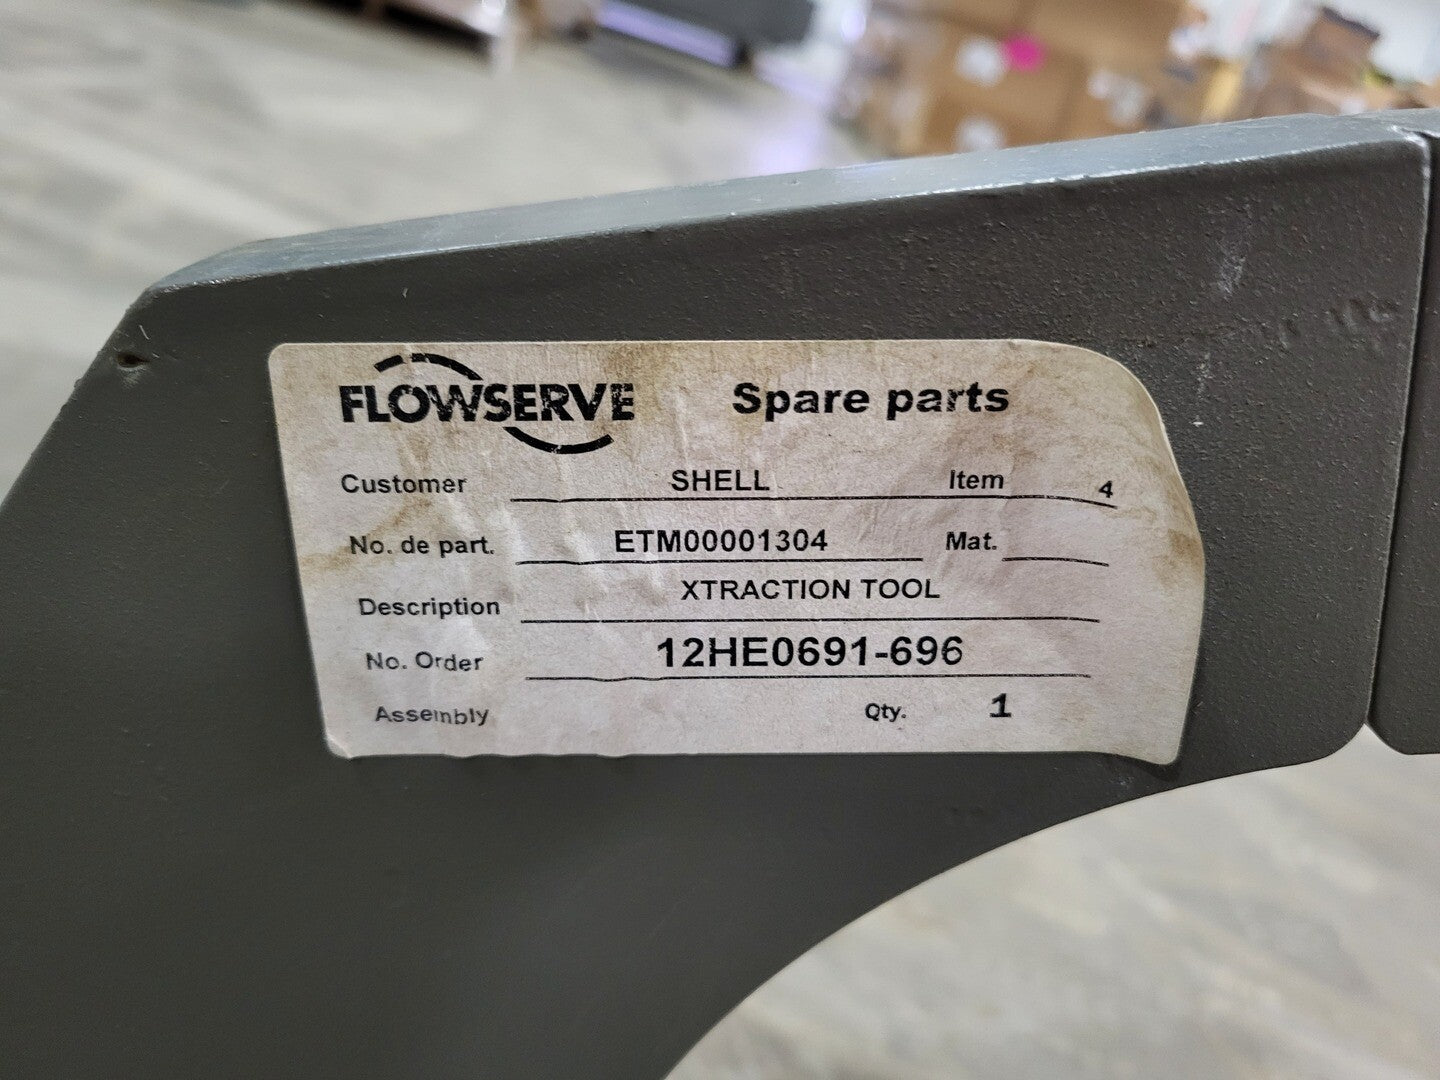 FLOWSERVE Spare parts
Customer SHELL Item 4
No. de part. ETM00001304 Mat.
Description XTRACTION TOOL
No. Order 12HE0691-696
Assembly Qty. 1